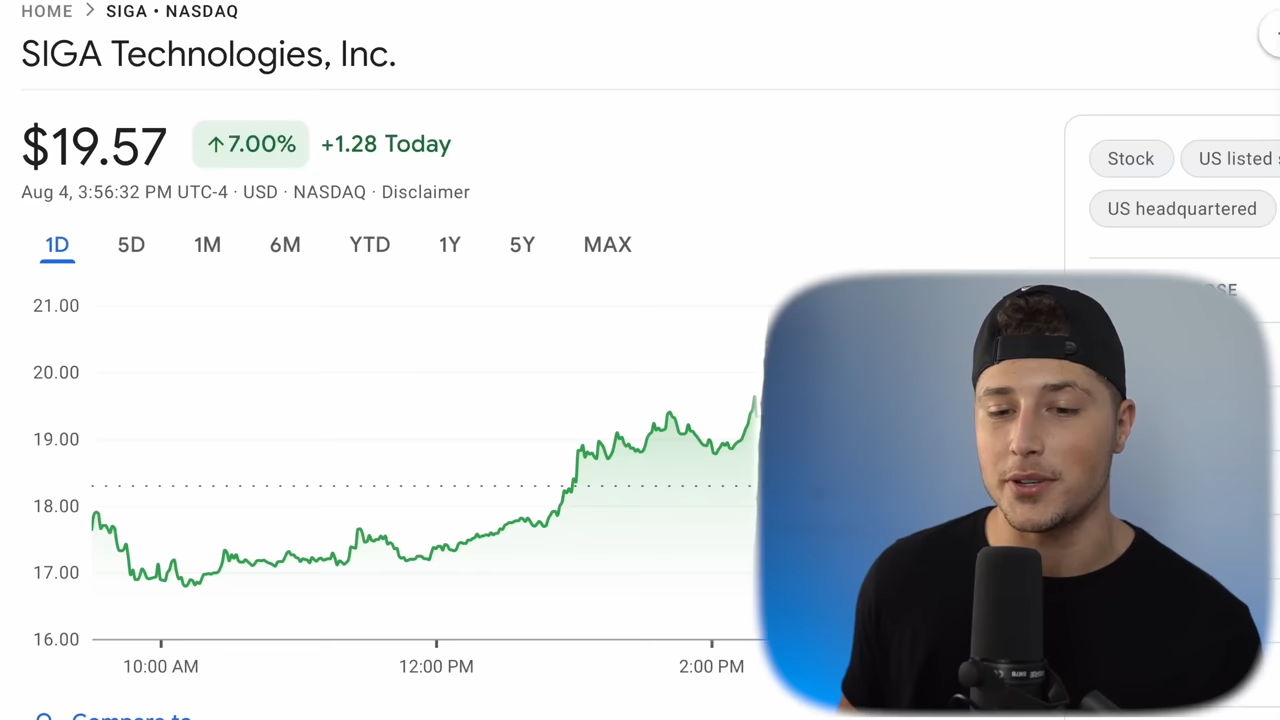 HOME > SIGA • NASDAQ
SIGA Technologies, Inc.
$19.57 ↑7.00% +1.28 Today
Aug 4, 3:56:32 PM UTC-4 · USD · NASDAQ · Disclaimer
1D 5D 1M 6M YTD 1Y 5Y MAX
21.00
20.00
19.00
18.00
17.00
16.00
10:00 AM 12:00 PM 2:00 PM
Compare to
Stock US listed
US headquartered